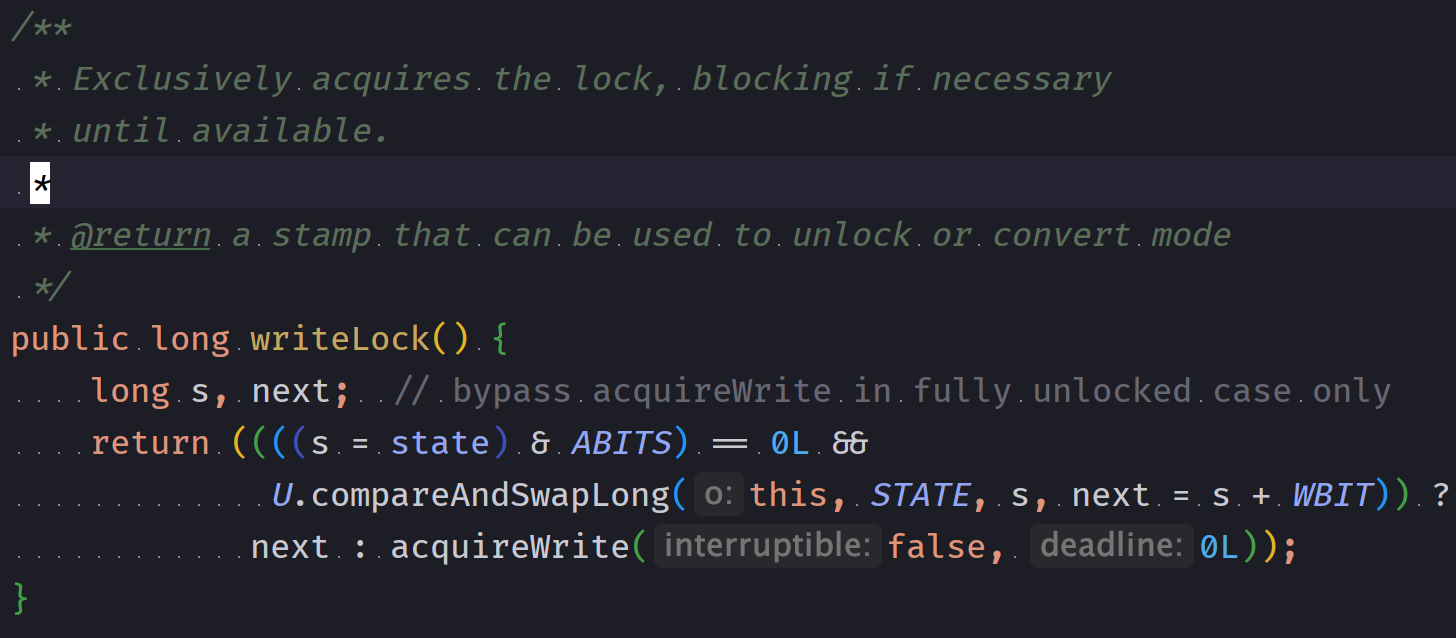 /**
 * Exclusively acquires the lock, blocking if necessary
 * until available.
 *
 * @return a stamp that can be used to unlock or convert mode
 */
public long writeLock() {
    long s, next;  // bypass acquireWrite in fully unlocked case only
    return ((((s = state) & ABITS) == 0L &&
             U.compareAndSwapLong( o: this, STATE, s, next = s + WBIT)) ?
            next : acquireWrite( interruptible: false, deadline: 0L));
}